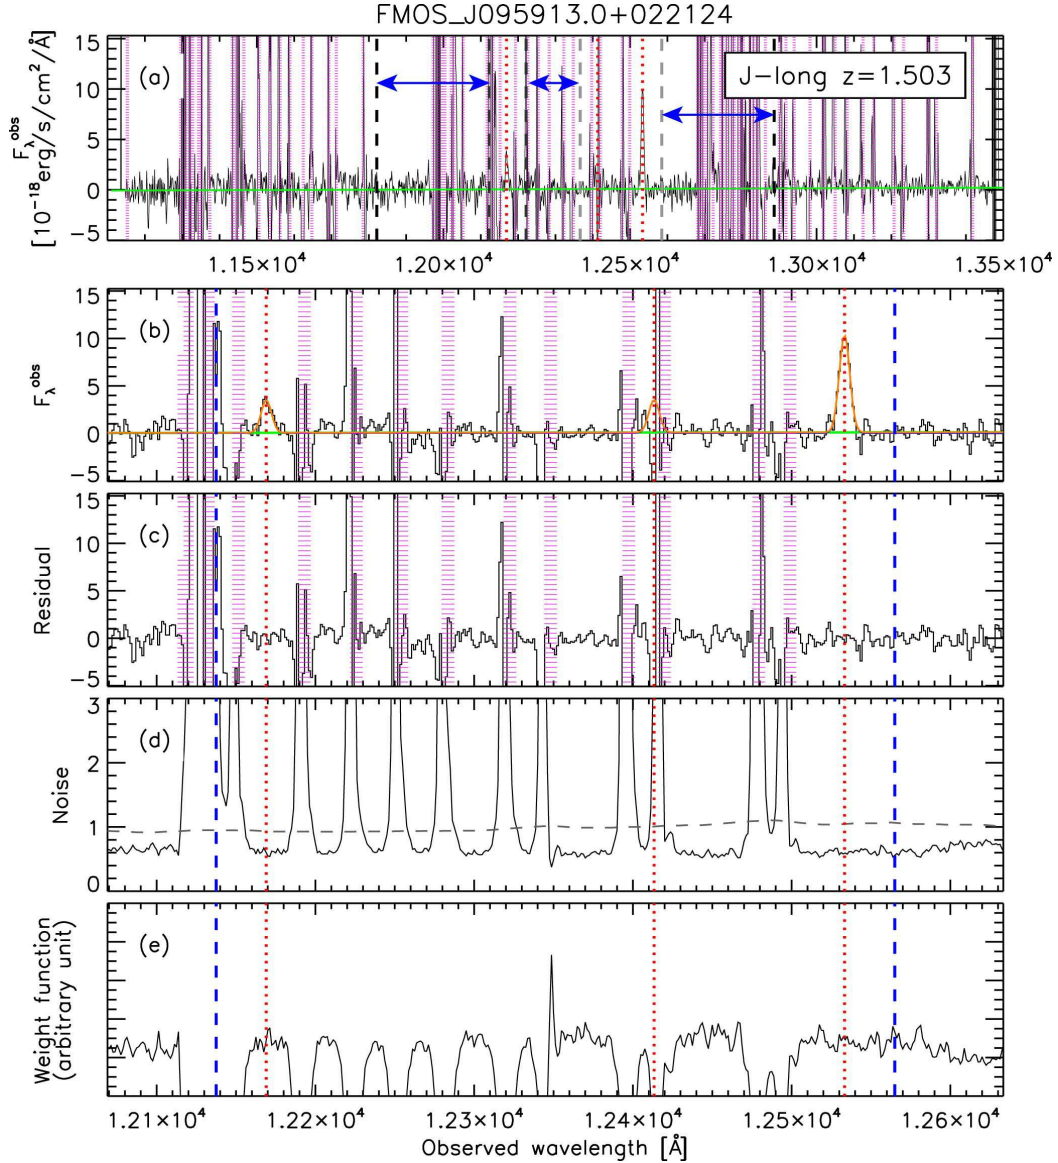 FMOS_J095913.0+022124
(a)
J-long z=1.503
F_λ^obs
[10^-18 erg/s/cm^2/Å]
15
10
5
0
-5
1.15×10^4
1.20×10^4
1.25×10^4
1.30×10^4
1.35×10^4
(b)
F_λ^obs
15
10
5
0
-5
(c)
Residual
15
10
5
0
-5
(d)
Noise
3
2
1
0
(e)
Weight function
(arbitrary unit)
1.21×10^4
1.22×10^4
1.23×10^4
1.24×10^4
1.25×10^4
1.26×10^4
Observed wavelength [Å]